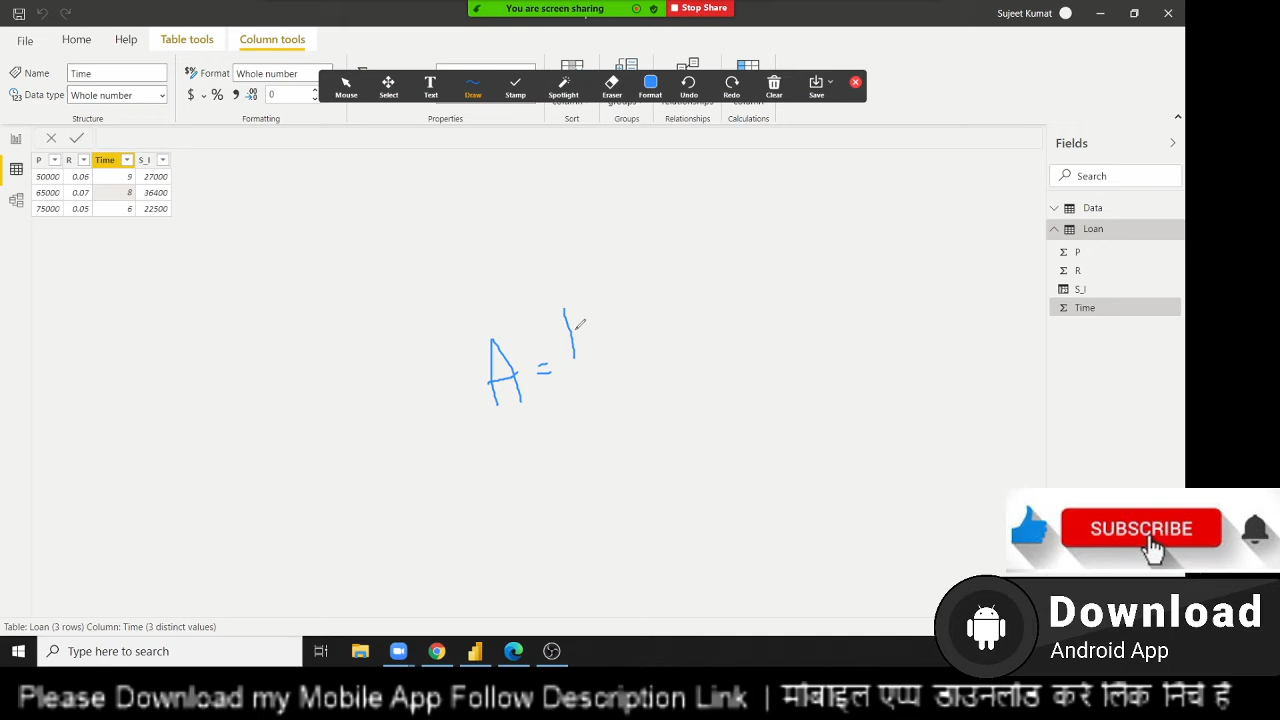 You are screen sharing
Stop Share
Sujeet Kumat
File Home Help Table tools Column tools
Name Time
Format Whole number
Data type Whole number
$ % 0
Mouse Select Text Draw Stamp Spotlight Eraser Format Undo Redo Clear Save
Structure Formatting Properties Sort Groups Relationships Calculations
P R Time S_I
50000 0.06 9 27000
65000 0.07 8 36400
75000 0.05 6 22500
Fields
Search
Data
Loan
P
R
S_I
Time
A =
SUBSCRIBE
Download
Android App
Table: Loan (3 rows) Column: Time (3 distinct values)
Type here to search
Please Download my Mobile App Follow Description Link | मोबाइल एप्प डाउनलोड करे लिंक निचे है